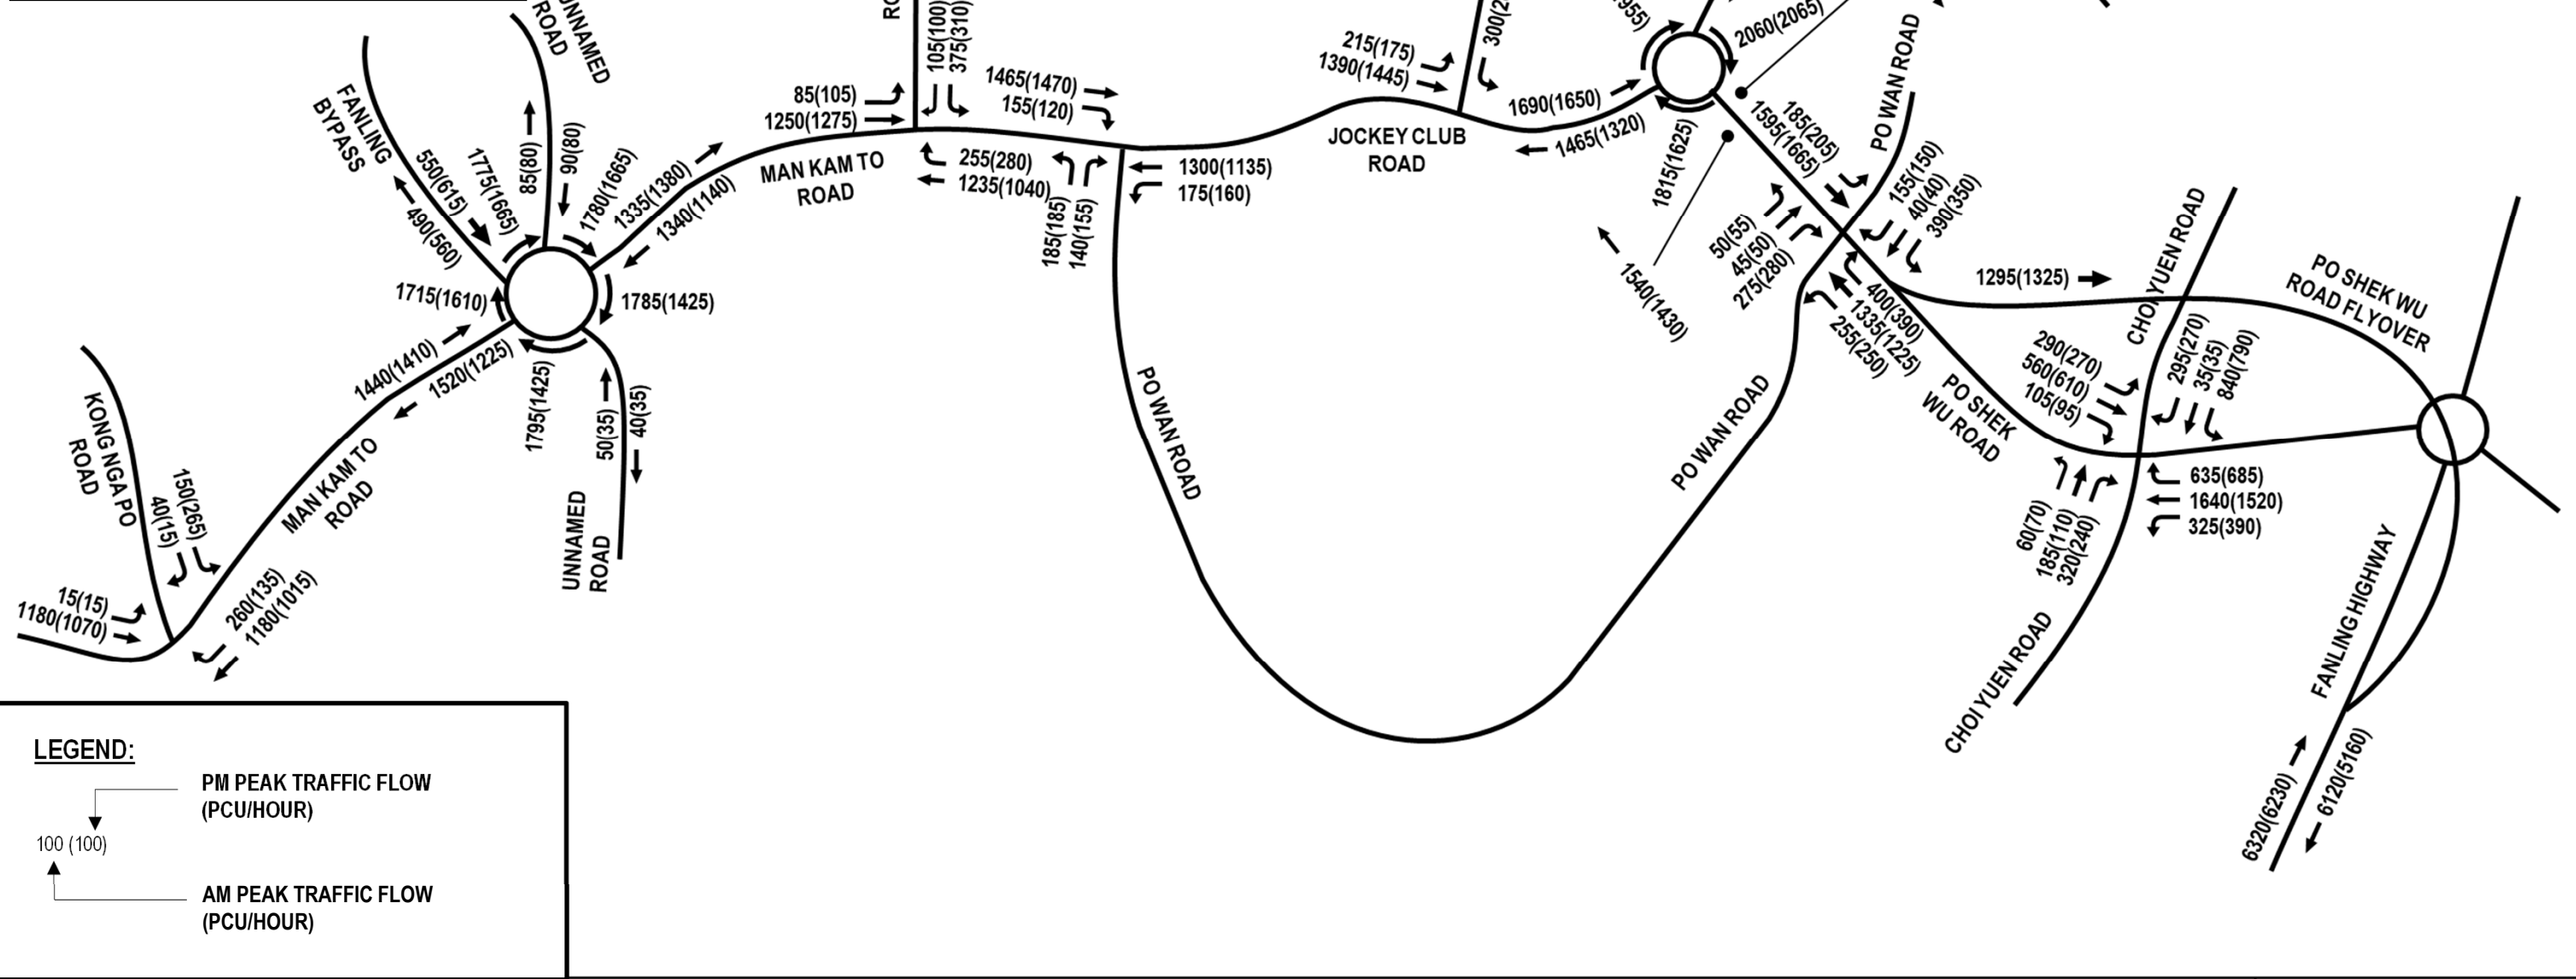 UNNAMED
ROAD
FANLING
BYPASS
550(615)
490(560)
1775(1665)
85(80)
90(80)
1780(1665)
1335(1380)
1340(1140)
1715(1610)
1785(1425)
1440(1410)
1520(1225)
1795(1425)
50(35)
40(35)
UNNAMED
ROAD
KONG NGA PO
ROAD
150(265)
40(15)
MAN KAM TO
ROAD
15(15)
1180(1070)
260(135)
1180(1015)
85(105)
1250(1275)
MAN KAM TO
ROAD
105(100)
375(310)
1465(1470)
155(120)
255(280)
1235(1040)
185(185)
140(155)
1300(1135)
175(160)
PO WAN ROAD
215(175)
1390(1445)
JOCKEY CLUB
ROAD
1690(1650)
1465(1320)
2060(2065)
1815(1625)
1540(1430)
185(205)
1595(1665)
PO WAN ROAD
155(150)
40(40)
390(350)
50(55)
45(50)
275(280)
400(390)
1335(1225)
255(250)
PO WAN ROAD
1295(1325)
PO SHEK
WU ROAD
CHOI YUEN ROAD
PO SHEK WU
ROAD FLYOVER
290(270)
560(610)
105(95)
295(270)
35(35)
840(790)
60(70)
185(110)
320(240)
635(685)
1640(1520)
325(390)
CHOI YUEN ROAD
FANLING HIGHWAY
6320(6230)
6120(5160)
LEGEND:
PM PEAK TRAFFIC FLOW
(PCU/HOUR)
100 (100)
AM PEAK TRAFFIC FLOW
(PCU/HOUR)